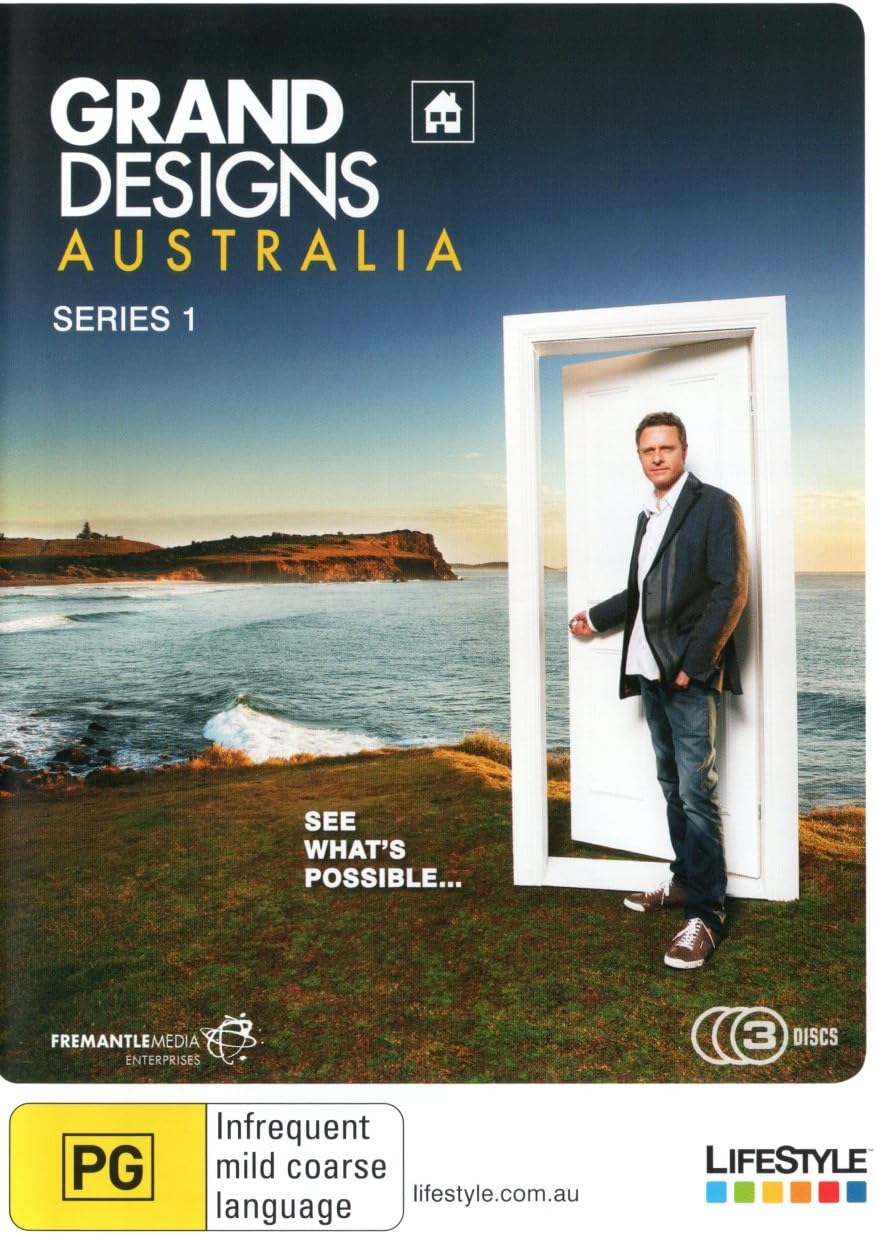 GRAND
DESIGNS
AUSTRALIA
SERIES 1
SEE
WHAT'S
POSSIBLE...
FREMANTLEMEDIA
ENTERPRISES
3 DISCS
PG
Infrequent
mild coarse
language
lifestyle.com.au
LIFESTYLE™